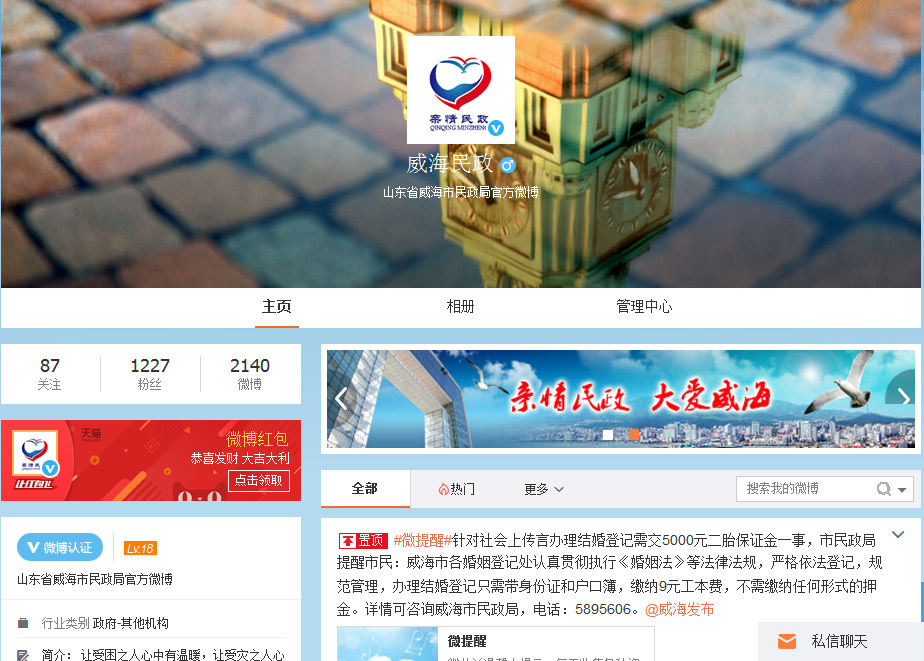 亲情民政
QINQING MINZHENG
V
威海民政
山东省威海市民政局官方微博
主页
相册
管理中心
87
关注
1227
粉丝
2140
微博
亲情民政 大爱威海
天猫
微博红包
恭喜发财 大吉大利
点击领取
让红包飞
全部
热门
更多
搜索我的微博
V 微博认证
Lv.18
山东省威海市民政局官方微博
行业类别 政府-其他机构
简介: 让受困之人心中有温暖，让受灾之人心
置顶 #微提醒#针对社会上传言办理结婚登记需交5000元二胎保证金一事，市民政局
提醒市民：威海市各婚姻登记处认真贯彻执行《婚姻法》等法律法规，严格依法登记，规
范管理，办理结婚登记只需带身份证和户口簿，缴纳9元工本费，不需缴纳任何形式的押
金。详情可咨询威海市民政局，电话：5895606。@威海发布
微提醒
私信聊天